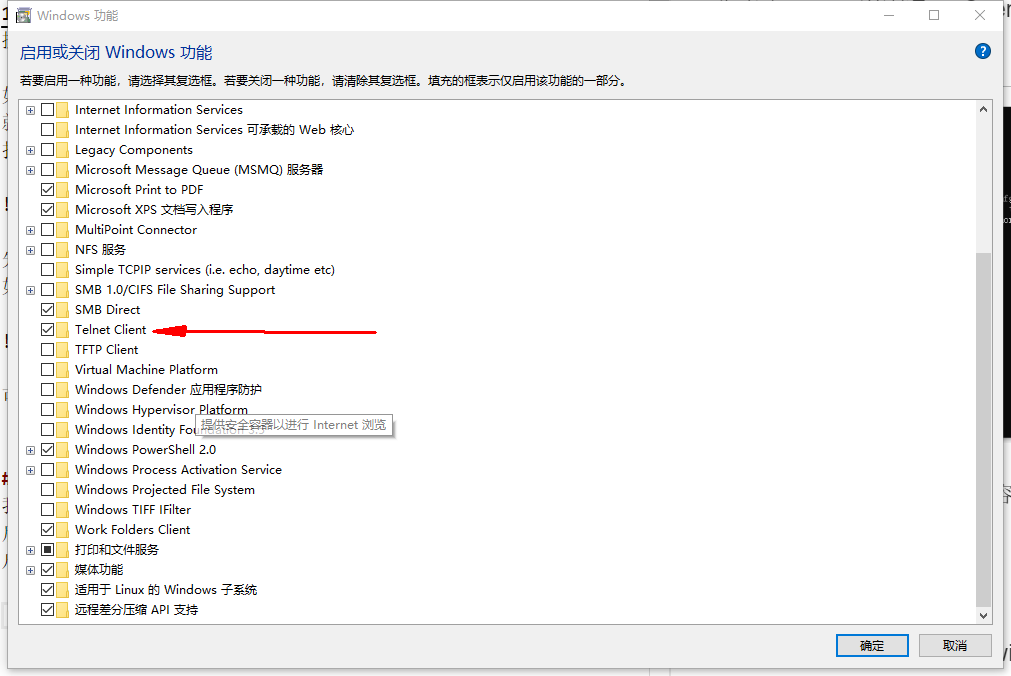 Windows 功能
启用或关闭 Windows 功能
若要启用一种功能，请选择其复选框。若要关闭一种功能，请清除其复选框。填充的框表示仅启用该功能的一部分。
Internet Information Services
Internet Information Services 可承载的 Web 核心
Legacy Components
Microsoft Message Queue (MSMQ) 服务器
Microsoft Print to PDF
Microsoft XPS 文档写入程序
MultiPoint Connector
NFS 服务
Simple TCPIP services (i.e. echo, daytime etc)
SMB 1.0/CIFS File Sharing Support
SMB Direct
Telnet Client
TFTP Client
Virtual Machine Platform
Windows Defender 应用程序防护
Windows Hypervisor Platform
提供安全容器以进行 Internet 浏览
Windows Identity Foundation 3.5
Windows PowerShell 2.0
Windows Process Activation Service
Windows Projected File System
Windows TIFF IFilter
Work Folders Client
打印和文件服务
媒体功能
适用于 Linux 的 Windows 子系统
远程差分压缩 API 支持
确定
取消